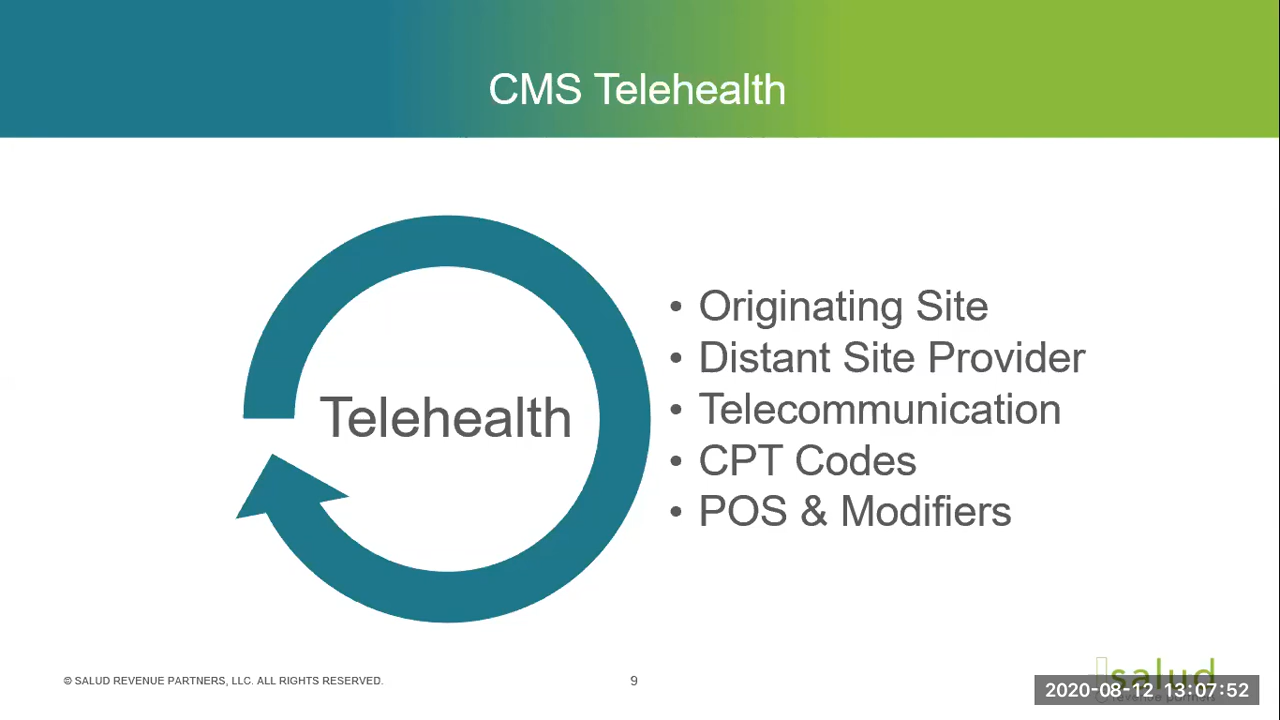 CMS Telehealth
Telehealth
• Originating Site
• Distant Site Provider
• Telecommunication
• CPT Codes
• POS & Modifiers
© SALUD REVENUE PARTNERS, LLC. ALL RIGHTS RESERVED.
9
salud
2020-08-12 13:07:52